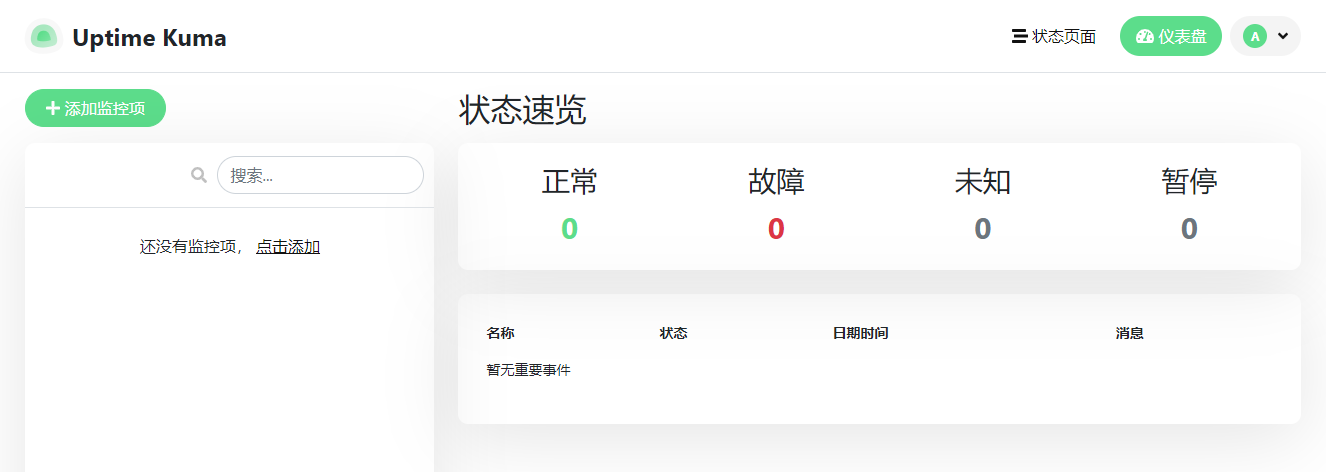 Uptime Kuma
状态页面
仪表盘
A
添加监控项
搜索...
还没有监控项， 点击添加
状态速览
正常 故障 未知 暂停
0 0 0 0
名称 状态 日期时间 消息
暂无重要事件